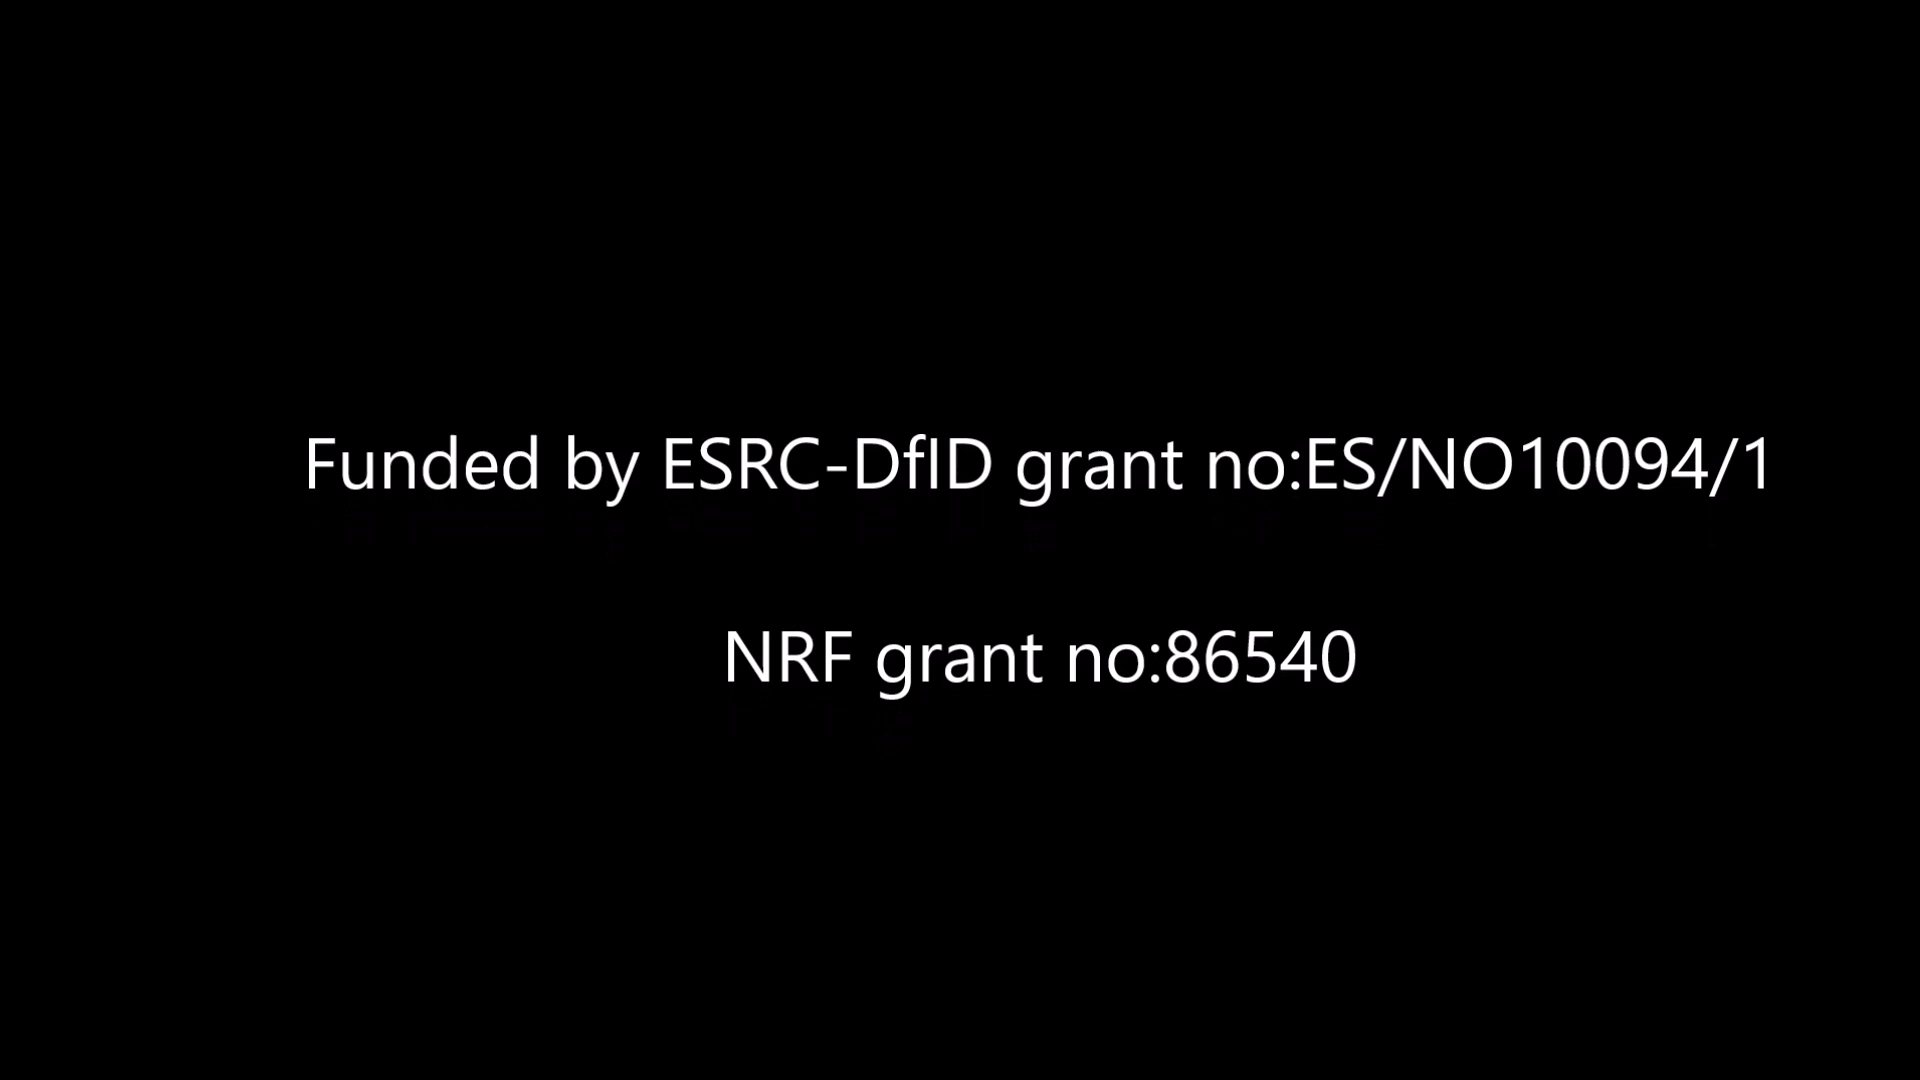 Funded by ESRC-DfID grant no:ES/NO10094/1
NRF grant no:86540